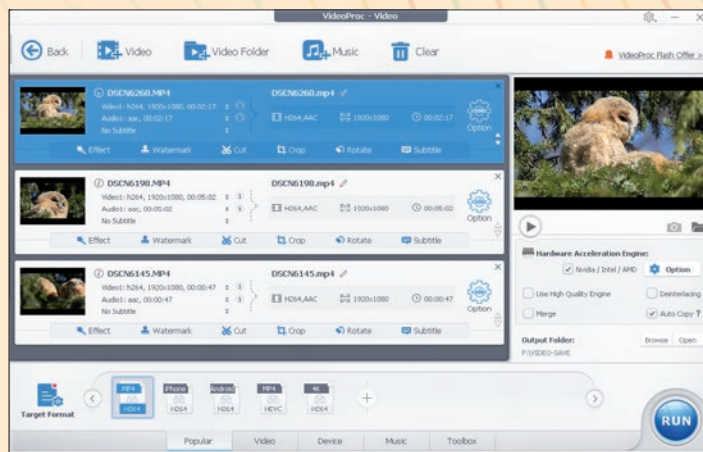 VideoProc - Video
Back Video Video Folder Music Clear VideoProc Flash Offer >
DSCN6260.MP4 DSCN6260.mp4
Video1: h264, 1920x1080, 00:02:17
Audio1: aac, 00:02:17 H264,AAC 1920x1080 00:02:17
No Subtitle Option
Effect Watermark Cut Crop Rotate Subtitle
DSCN6198.MP4 DSCN6198.mp4
Video1: h264, 1920x1080, 00:05:02
Audio1: aac, 00:05:02 H264,AAC 1920x1080 00:05:02
No Subtitle Option
Effect Watermark Cut Crop Rotate Subtitle
DSCN6145.MP4 DSCN6145.mp4
Video1: h264, 1920x1080, 00:00:47
Audio1: aac, 00:00:47 H264,AAC 1920x1080 00:00:47
No Subtitle Option
Effect Watermark Cut Crop Rotate Subtitle
Hardware Acceleration Engine:
Nvidia / Intel / AMD Option
Use High Quality Engine Deinterlacing
Merge Auto Copy ?
Output Folder: Browse Open
F:\VIDEO-SAVE
Target Format
MP4 iPhone Android MP4 4K
H264 H264 H264 HEVC H264
RUN
Popular Video Device Music Toolbox